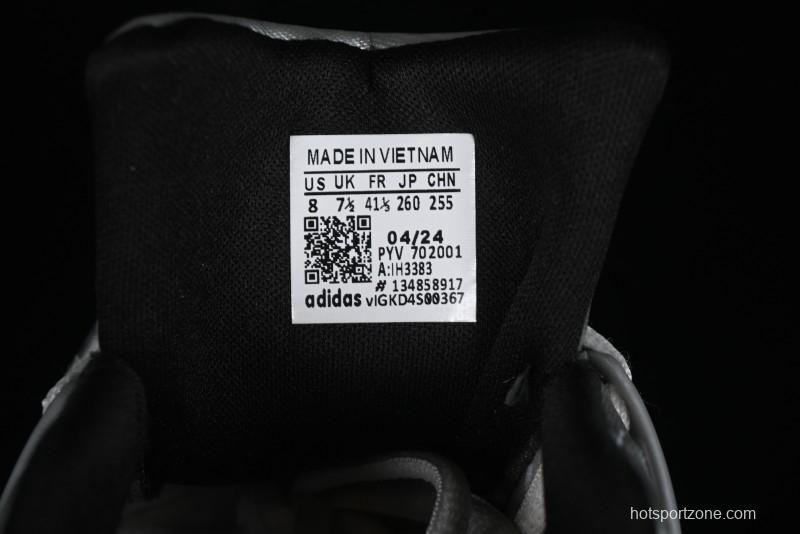 MADE IN VIETNAM
US UK FR JP CHN
8 7½ 41⅓ 260 255
04/24
PYV 702001
A:IH3383
# 134858917
adidas vIGKD4S00367
hotsportzone.com